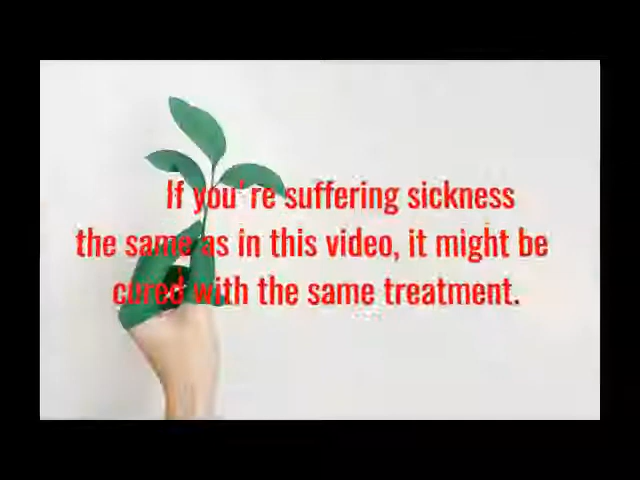 If you're suffering sickness
the same as in this video, it might be
cured with the same treatment.